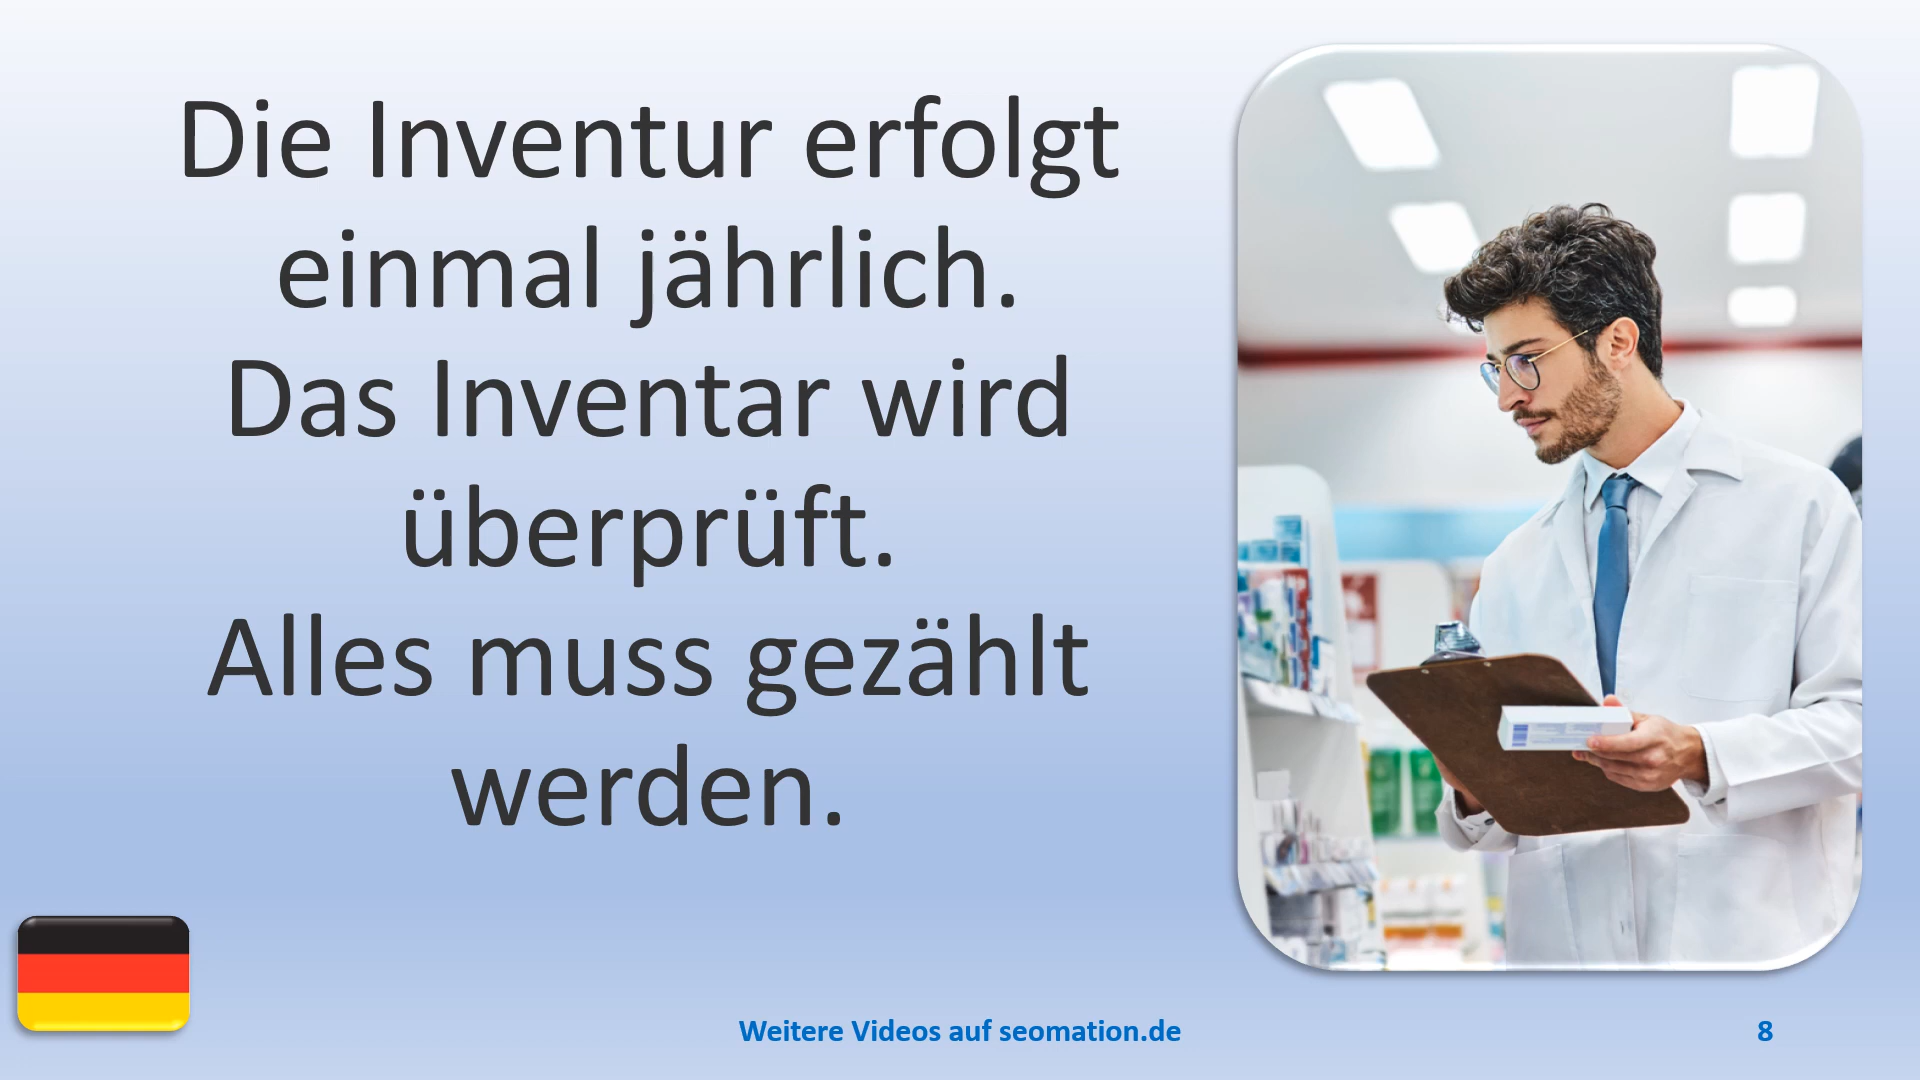 Die Inventur erfolgt
einmal jährlich.
Das Inventar wird
überprüft.
Alles muss gezählt
werden.
Weitere Videos auf seomation.de
8